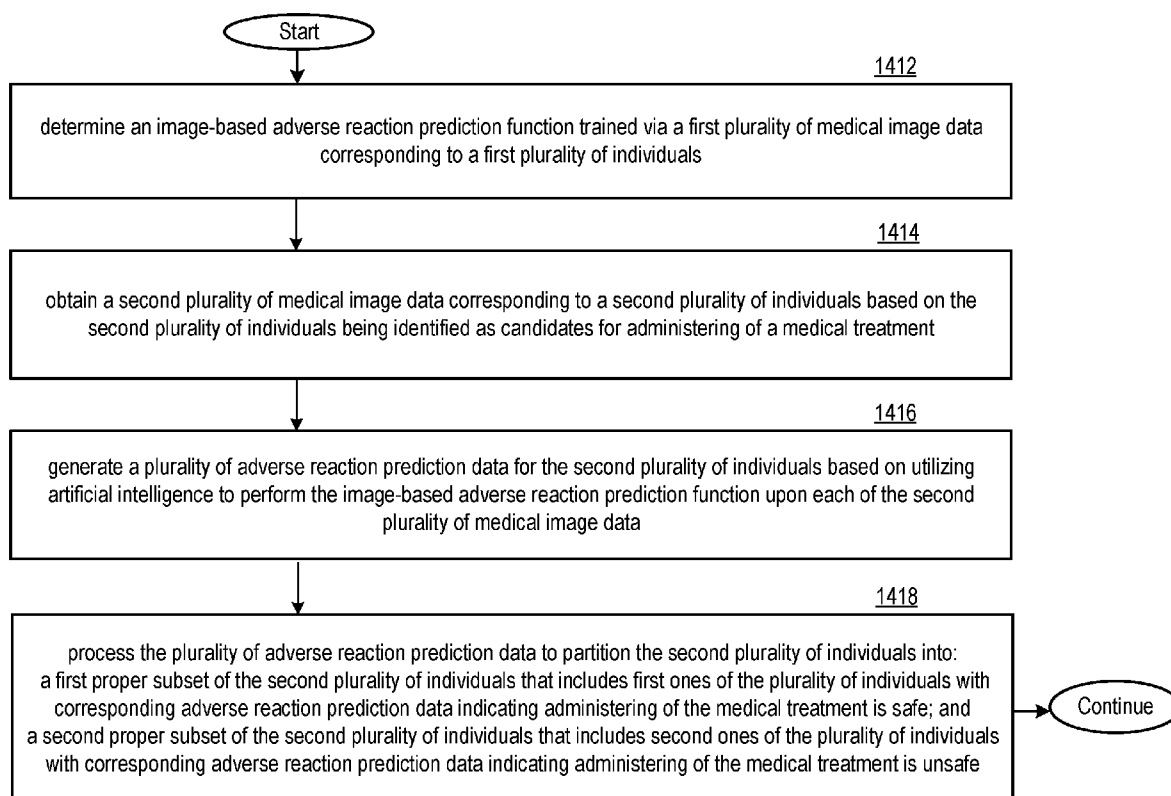 Start
1412
determine an image-based adverse reaction prediction function trained via a first plurality of medical image data
corresponding to a first plurality of individuals
1414
obtain a second plurality of medical image data corresponding to a second plurality of individuals based on the
second plurality of individuals being identified as candidates for administering of a medical treatment
1416
generate a plurality of adverse reaction prediction data for the second plurality of individuals based on utilizing
artificial intelligence to perform the image-based adverse reaction prediction function upon each of the second
plurality of medical image data
1418
process the plurality of adverse reaction prediction data to partition the second plurality of individuals into:
a first proper subset of the second plurality of individuals that includes first ones of the plurality of individuals with
corresponding adverse reaction prediction data indicating administering of the medical treatment is safe; and
a second proper subset of the second plurality of individuals that includes second ones of the plurality of individuals
with corresponding adverse reaction prediction data indicating administering of the medical treatment is unsafe
Continue